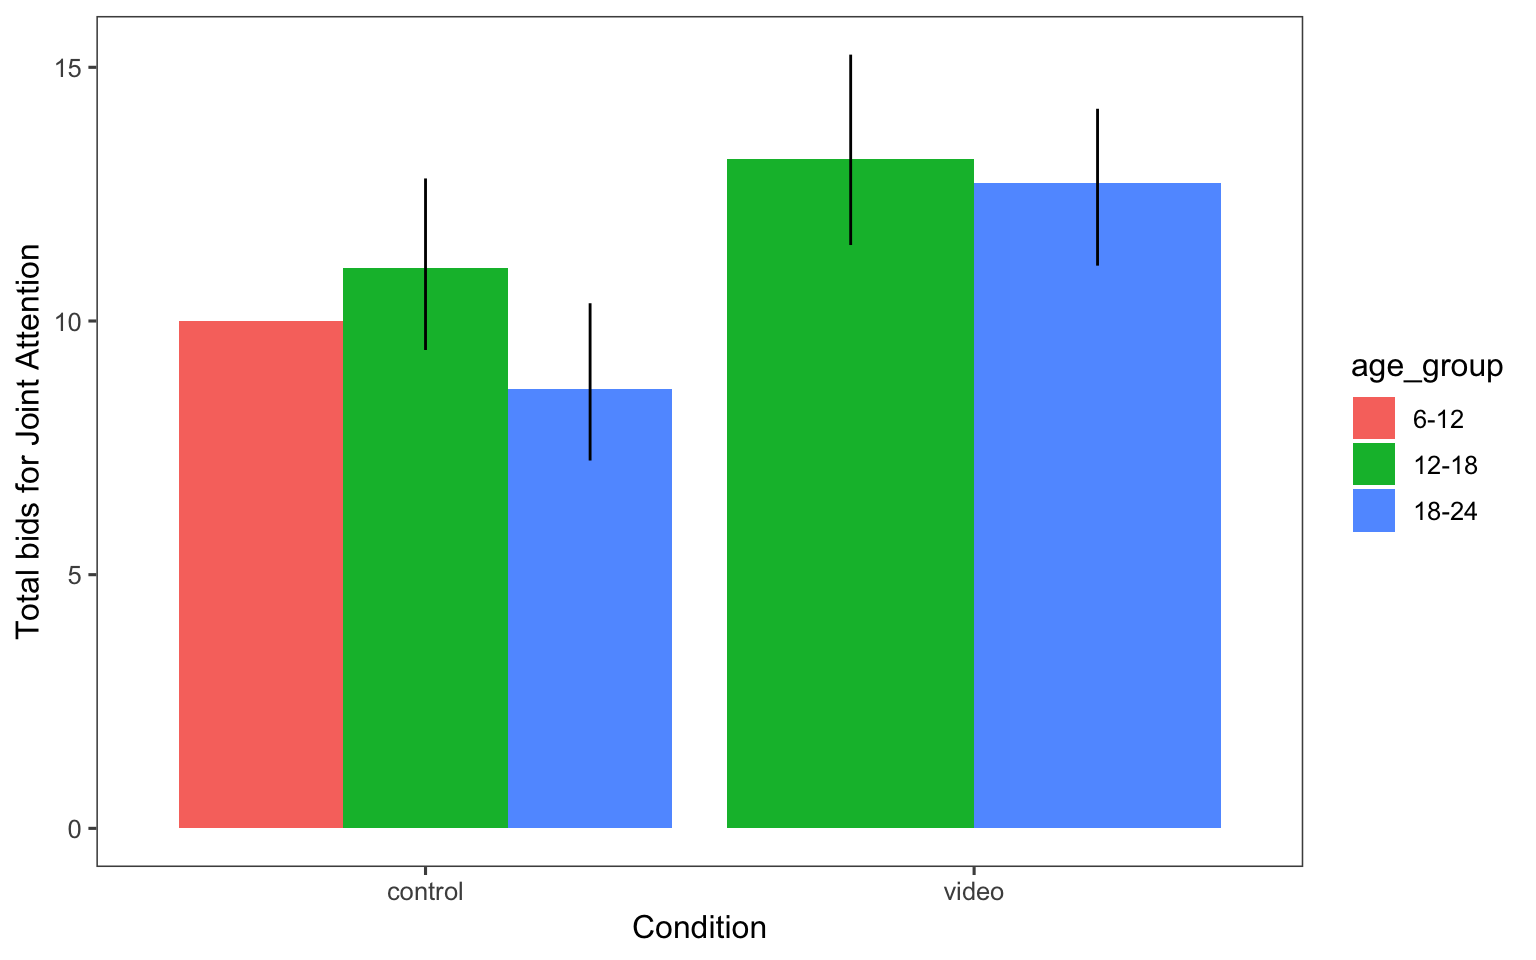 15
10
5
0
Total bids for Joint Attention
control
video
Condition
age_group
6-12
12-18
18-24